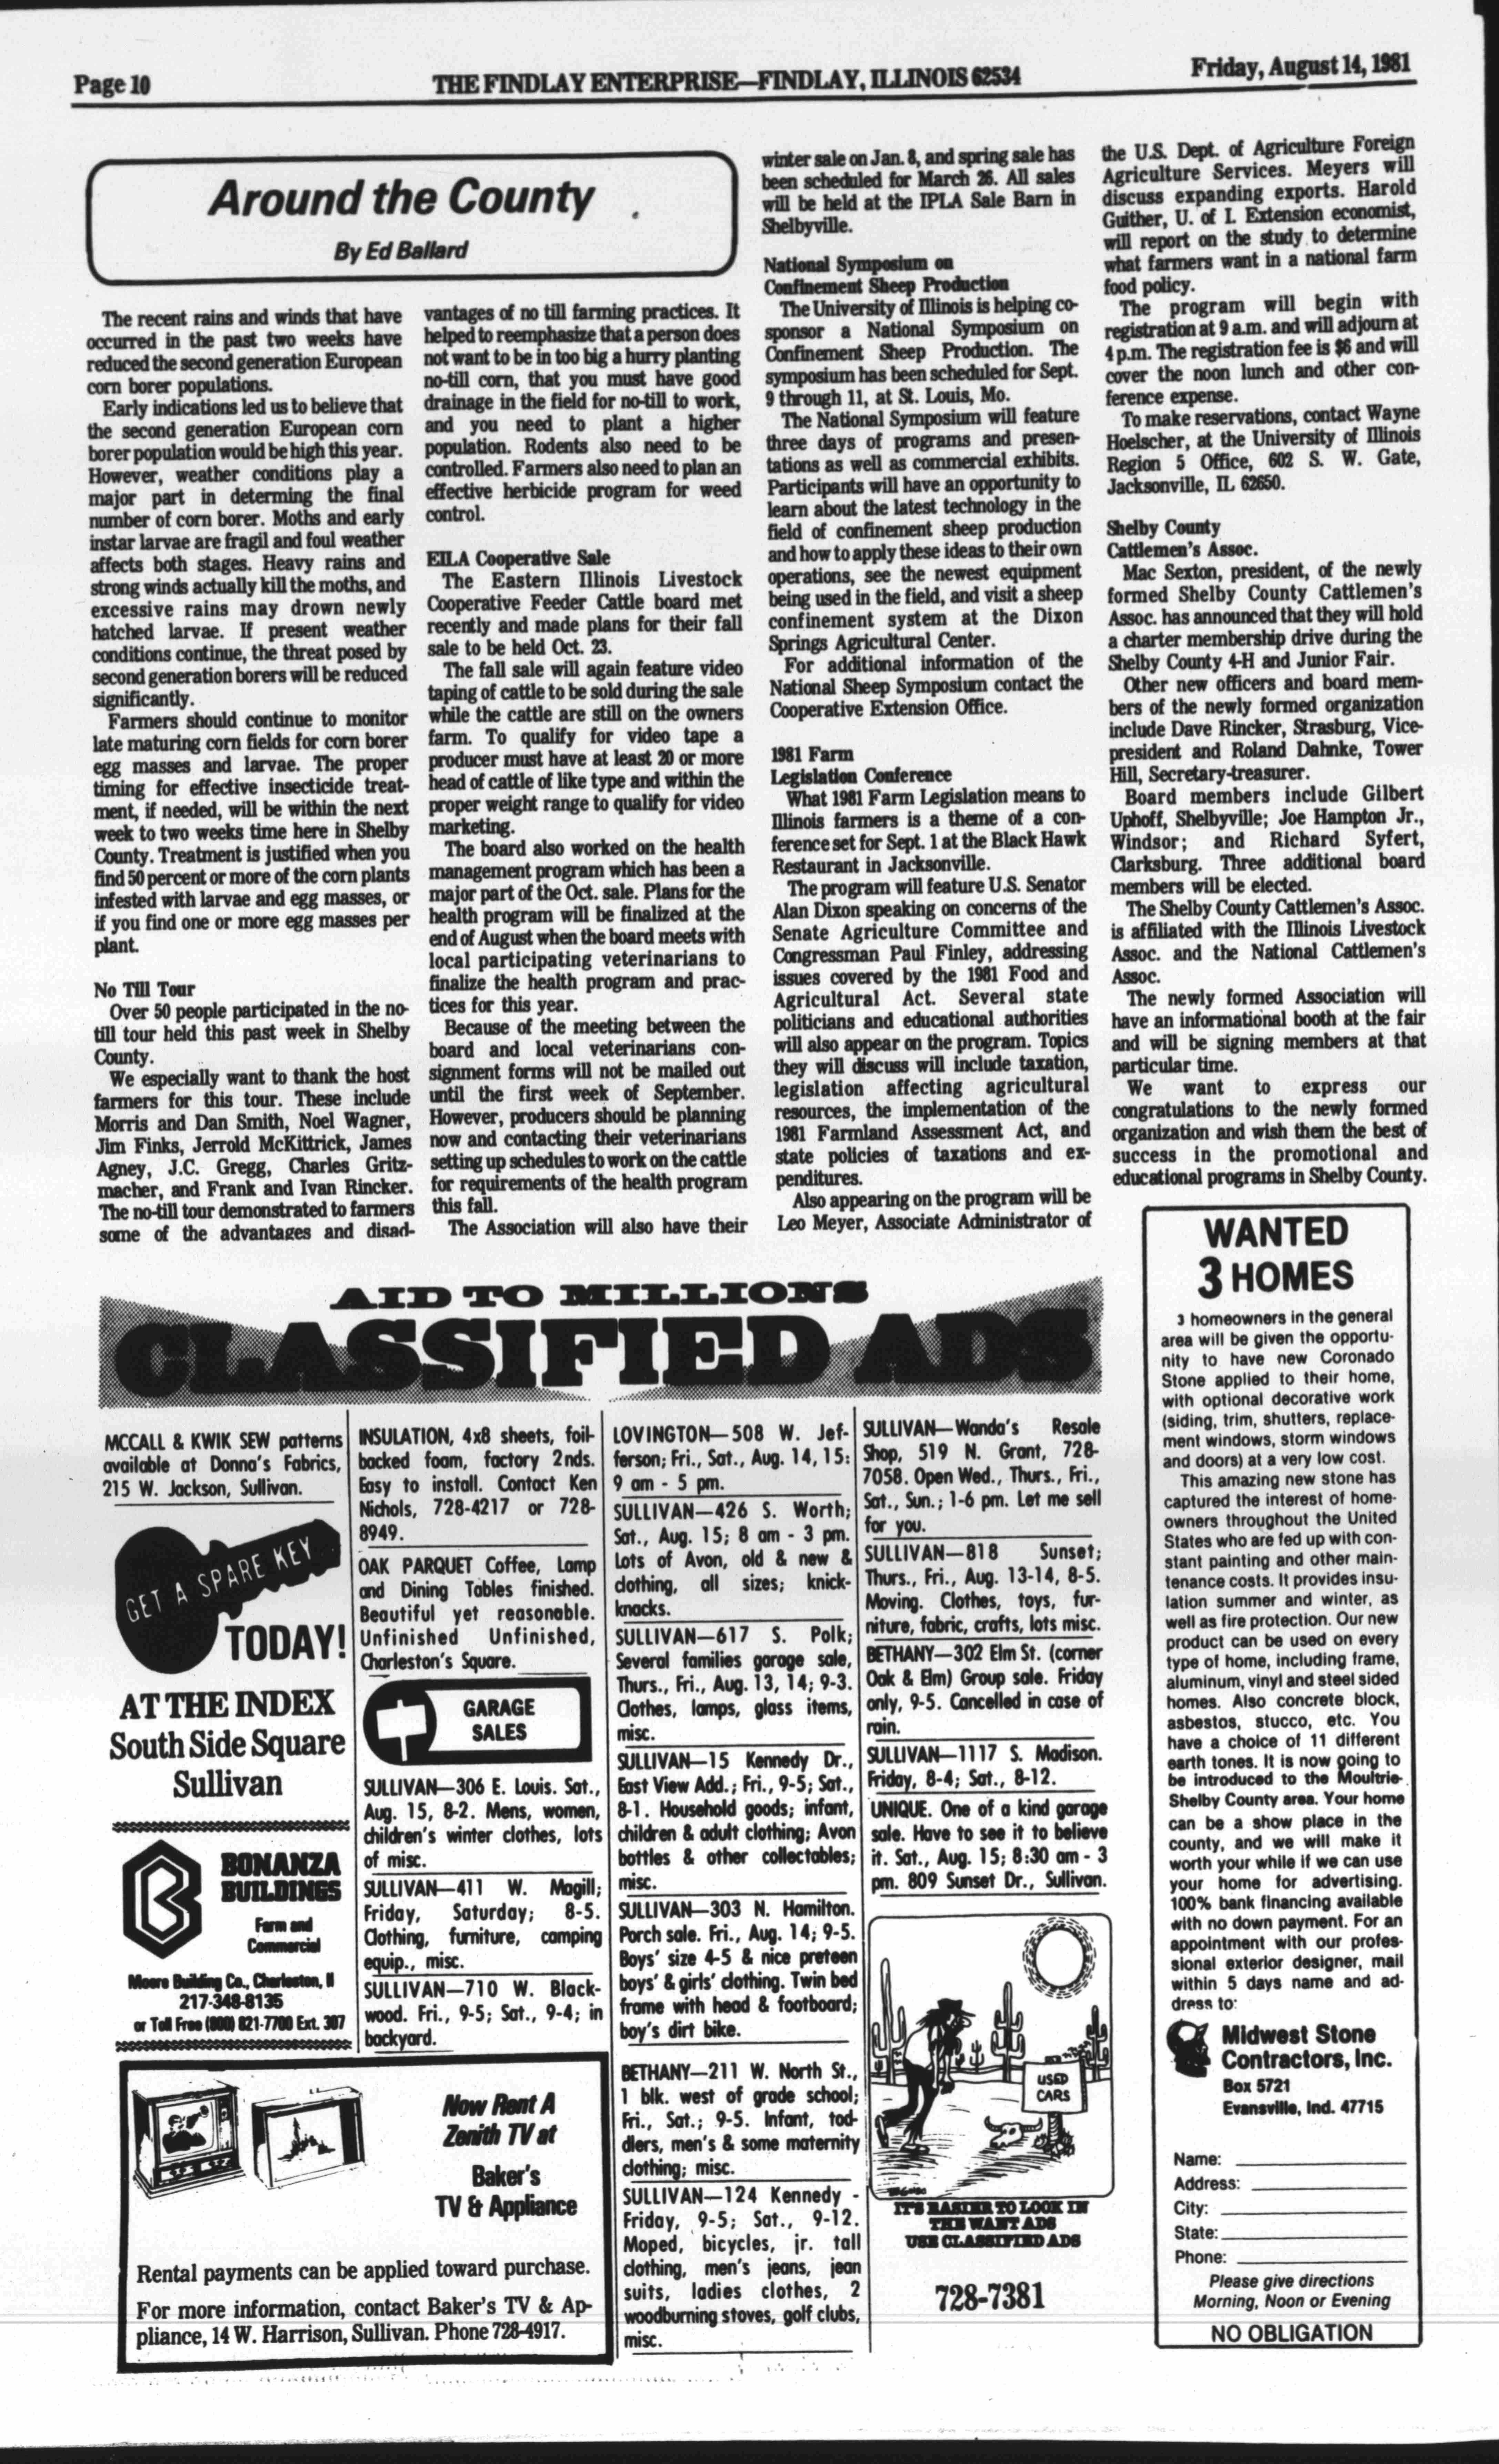 Page 10
THE FINDLAY ENTERPRISE—FINDLAY, ILLINOIS 62534
Friday, August 14, 1981
Around the County
By Ed Ballard
The recent rains and winds that have
occurred in the past two weeks have
reduced the second generation European
corn borer populations.
Early indications led us to believe that
the second generation European corn
borer population would be high this year.
However, weather conditions play a
major part in determing the final
number of corn borer. Moths and early
instar larvae are fragil and foul weather
affects both stages. Heavy rains and
strong winds actually kill the moths, and
excessive rains may drown newly
hatched larvae. If present weather
conditions continue, the threat posed by
second generation borers will be reduced
significantly.
Farmers should continue to monitor
late maturing corn fields for corn borer
egg masses and larvae. The proper
timing for effective insecticide treat-
ment, if needed, will be within the next
week to two weeks time here in Shelby
County. Treatment is justified when you
find 50 percent or more of the corn plants
infested with larvae and egg masses, or
if you find one or more egg masses per
plant.
No Till Tour
Over 50 people participated in the no-
till tour held this past week in Shelby
County.
We especially want to thank the host
farmers for this tour. These include
Morris and Dan Smith, Noel Wagner,
Jim Finks, Jerrold McKittrick, James
Agney, J.C. Gregg, Charles Gritz-
macher, and Frank and Ivan Rincker.
The no-till tour demonstrated to farmers
some of the advantages and disad-
vantages of no till farming practices. It
helped to reemphasize that a person does
not want to be in too big a hurry planting
no-till corn, that you must have good
drainage in the field for no-till to work,
and you need to plant a higher
population. Rodents also need to be
controlled. Farmers also need to plan an
effective herbicide program for weed
control.
EILA Cooperative Sale
The Eastern Illinois Livestock
Cooperative Feeder Cattle board met
recently and made plans for their fall
sale to be held Oct. 23.
The fall sale will again feature video
taping of cattle to be sold during the sale
while the cattle are still on the owners
farm. To qualify for video tape a
producer must have at least 20 or more
head of cattle of like type and within the
proper weight range to qualify for video
marketing.
The board also worked on the health
management program which has been a
major part of the Oct. sale. Plans for the
health program will be finalized at the
end of August when the board meets with
local participating veterinarians to
finalize the health program and prac-
tices for this year.
Because of the meeting between the
board and local veterinarians con-
signment forms will not be mailed out
until the first week of September.
However, producers should be planning
now and contacting their veterinarians
setting up schedules to work on the cattle
for requirements of the health program
this fall.
The Association will also have their
winter sale on Jan. 8, and spring sale has
been scheduled for March 26. All sales
will be held at the IPLA Sale Barn in
Shelbyville.
National Symposium on
Confinement Sheep Production
The University of Illinois is helping co-
sponsor a National Symposium on
Confinement Sheep Production. The
symposium has been scheduled for Sept.
9 through 11, at St. Louis, Mo.
The National Symposium will feature
three days of programs and presen-
tations as well as commercial exhibits.
Participants will have an opportunity to
learn about the latest technology in the
field of confinement sheep production
and how to apply these ideas to their own
operations, see the newest equipment
being used in the field, and visit a sheep
confinement system at the Dixon
Springs Agricultural Center.
For additional information of the
National Sheep Symposium contact the
Cooperative Extension Office.
1981 Farm
Legislation Conference
What 1981 Farm Legislation means to
Illinois farmers is a theme of a con-
ference set for Sept. 1 at the Black Hawk
Restaurant in Jacksonville.
The program will feature U.S. Senator
Alan Dixon speaking on concerns of the
Senate Agriculture Committee and
Congressman Paul Finley, addressing
issues covered by the 1981 Food and
Agricultural Act. Several state
politicians and educational authorities
will also appear on the program. Topics
they will discuss will include taxation,
legislation affecting agricultural
resources, the implementation of the
1981 Farmland Assessment Act, and
state policies of taxations and ex-
penditures.
Also appearing on the program will be
Leo Meyer, Associate Administrator of
the U.S. Dept. of Agriculture Foreign
Agriculture Services. Meyers will
discuss expanding exports. Harold
Guither, U. of I. Extension economist,
will report on the study to determine
what farmers want in a national farm
food policy.
The program will begin with
registration at 9 a.m. and will adjourn at
4 p.m. The registration fee is $6 and will
cover the noon lunch and other con-
ference expense.
To make reservations, contact Wayne
Hoelscher, at the University of Illinois
Region 5 Office, 602 S. W. Gate,
Jacksonville, IL 62650.
Shelby County
Cattlemen's Assoc.
Mac Sexton, president, of the newly
formed Shelby County Cattlemen's
Assoc. has announced that they will hold
a charter membership drive during the
Shelby County 4-H and Junior Fair.
Other new officers and board mem-
bers of the newly formed organization
include Dave Rincker, Strasburg, Vice-
president and Roland Dahnke, Tower
Hill, Secretary-treasurer.
Board members include Gilbert
Uphoff, Shelbyville; Joe Hampton Jr.,
Windsor; and Richard Syfert,
Clarksburg. Three additional board
members will be elected.
The Shelby County Cattlemen's Assoc.
is affiliated with the Illinois Livestock
Assoc. and the National Cattlemen's
Assoc.
The newly formed Association will
have an informational booth at the fair
and will be signing members at that
particular time.
We want to express our
congratulations to the newly formed
organization and wish them the best of
success in the promotional and
educational programs in Shelby County.
AID TO MILLIONS
CLASSIFIED ADS
MCCALL & KWIK SEW patterns
available at Donna's Fabrics,
215 W. Jackson, Sullivan.
GET A SPARE KEY
TODAY!
AT THE INDEX
South Side Square
Sullivan
BONANZA
BUILDINGS
Farm and
Commercial
Moore Building Co., Charleston, Il
217-348-8135
or Toll Free (800) 821-7700 Ext. 307
INSULATION, 4x8 sheets, foil-
backed foam, factory 2nds.
Easy to install. Contact Ken
Nichols, 728-4217 or 728-
8949.
OAK PARQUET Coffee, Lamp
and Dining Tables finished.
Beautiful yet reasonable.
Unfinished Unfinished,
Charleston's Square.
GARAGE
SALES
SULLIVAN—306 E. Louis. Sat.,
Aug. 15, 8-2. Mens, women,
children's winter clothes, lots
of misc.
SULLIVAN—411 W. Magill;
Friday, Saturday; 8-5.
Clothing, furniture, camping
equip., misc.
SULLIVAN—710 W. Black-
wood. Fri., 9-5; Sat., 9-4; in
backyard.
Now Rent A
Zenith TV at
Baker's
TV & Appliance
Rental payments can be applied toward purchase.
For more information, contact Baker's TV & Ap-
pliance, 14 W. Harrison, Sullivan. Phone 728-4917.
LOVINGTON—508 W. Jef-
ferson; Fri., Sat., Aug. 14, 15:
9 am - 5 pm.
SULLIVAN—426 S. Worth;
Sat., Aug. 15; 8 am - 3 pm.
Lots of Avon, old & new &
clothing, all sizes; knick-
knacks.
SULLIVAN—617 S. Polk;
Several families garage sale,
Thurs., Fri., Aug. 13, 14; 9-3.
Clothes, lamps, glass items,
misc.
SULLIVAN—15 Kennedy Dr.,
East View Add.; Fri., 9-5; Sat.,
8-1. Household goods; infant,
children & adult clothing; Avon
bottles & other collectables;
misc.
SULLIVAN—303 N. Hamilton.
Porch sale. Fri., Aug. 14; 9-5.
Boys' size 4-5 & nice preteen
boys' & girls' clothing. Twin bed
frame with head & footboard;
boy's dirt bike.
BETHANY—211 W. North St.,
1 blk. west of grade school;
Fri., Sat.; 9-5. Infant, tod-
dlers, men's & some maternity
clothing; misc.
SULLIVAN—124 Kennedy -
Friday, 9-5; Sat., 9-12.
Moped, bicycles, jr. tall
clothing, men's jeans, jean
suits, ladies clothes, 2
woodburning stoves, golf clubs,
misc.
SULLIVAN—Wanda's Resale
Shop, 519 N. Grant, 728-
7058. Open Wed., Thurs., Fri.,
Sat., Sun.; 1-6 pm. Let me sell
for you.
SULLIVAN—818 Sunset;
Thurs., Fri., Aug. 13-14, 8-5.
Moving. Clothes, toys, fur-
niture, fabric, crafts, lots misc.
BETHANY—302 Elm St. (corner
Oak & Elm) Group sale. Friday
only, 9-5. Cancelled in case of
rain.
SULLIVAN—1117 S. Madison.
Friday, 8-4; Sat., 8-12.
UNIQUE. One of a kind garage
sale. Have to see it to believe
it. Sat., Aug. 15; 8:30 am - 3
pm. 809 Sunset Dr., Sullivan.
USED
CARS
IT'S EASIER TO LOOK IN
THE WANT ADS
USE CLASSIFIED ADS
728-7381
WANTED
3 HOMES
3 homeowners in the general
area will be given the opportu-
nity to have new Coronado
Stone applied to their home,
with optional decorative work
(siding, trim, shutters, replace-
ment windows, storm windows
and doors) at a very low cost.
This amazing new stone has
captured the interest of home-
owners throughout the United
States who are fed up with con-
stant painting and other main-
tenance costs. It provides insu-
lation summer and winter, as
well as fire protection. Our new
product can be used on every
type of home, including frame,
aluminum, vinyl and steel sided
homes. Also concrete block,
asbestos, stucco, etc. You
have a choice of 11 different
earth tones. It is now going to
be introduced to the Moultrie-
Shelby County area. Your home
can be a show place in the
county, and we will make it
worth your while if we can use
your home for advertising.
100% bank financing available
with no down payment. For an
appointment with our profes-
sional exterior designer, mail
within 5 days name and ad-
dress to:
Midwest Stone
Contractors, Inc.
Box 5721
Evansville, Ind. 47715
Name:
Address:
City:
State:
Phone:
Please give directions
Morning, Noon or Evening
NO OBLIGATION